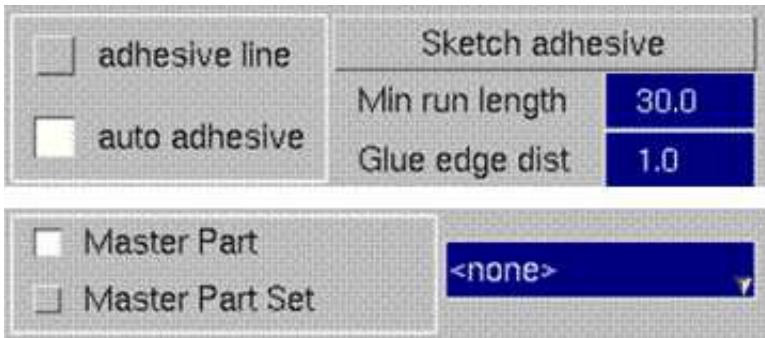 adhesive line
auto adhesive
Sketch adhesive
Min run length 30.0
Glue edge dist 1.0
Master Part
Master Part Set
<none>